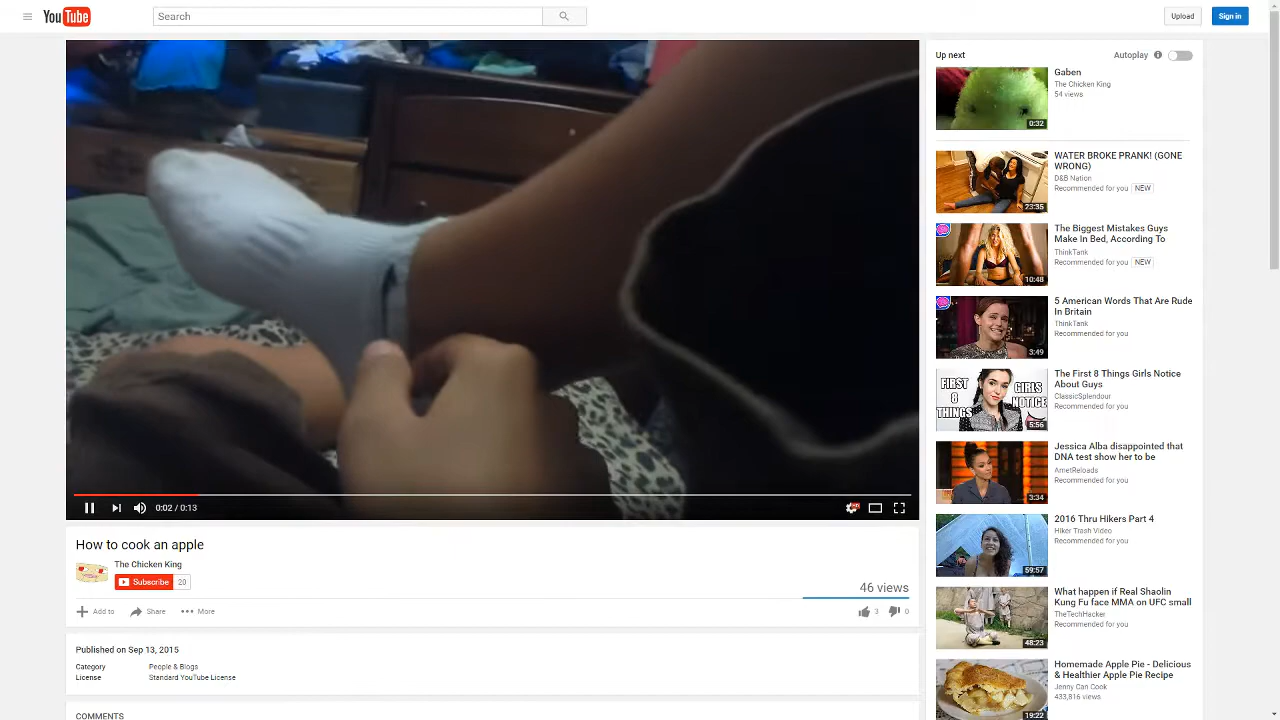 YouTube
Search
Upload
Sign in
0:02 / 0:13
How to cook an apple
The Chicken King
Subscribe 20
46 views
Add to Share More
3 0
Published on Sep 13, 2015
Category People & Blogs
License Standard YouTube License
COMMENTS
Up next Autoplay
Gaben
The Chicken King
54 views
0:32
WATER BROKE PRANK! (GONE
WRONG)
D&B Nation
Recommended for you NEW
23:35
The Biggest Mistakes Guys
Make In Bed, According To
ThinkTank
Recommended for you NEW
10:48
5 American Words That Are Rude
In Britain
ThinkTank
Recommended for you
3:49
The First 8 Things Girls Notice
About Guys
ClassicSplendour
Recommended for you
FIRST GIRLS
8 NOTICE
THINGS
5:56
Jessica Alba disappointed that
DNA test show her to be
AmetReloads
Recommended for you
3:34
2016 Thru Hikers Part 4
Hiker Trash Video
Recommended for you
59:57
What happen if Real Shaolin
Kung Fu face MMA on UFC small
TheTechHacker
Recommended for you
48:23
Homemade Apple Pie - Delicious
& Healthier Apple Pie Recipe
Jenny Can Cook
433,816 views
19:22